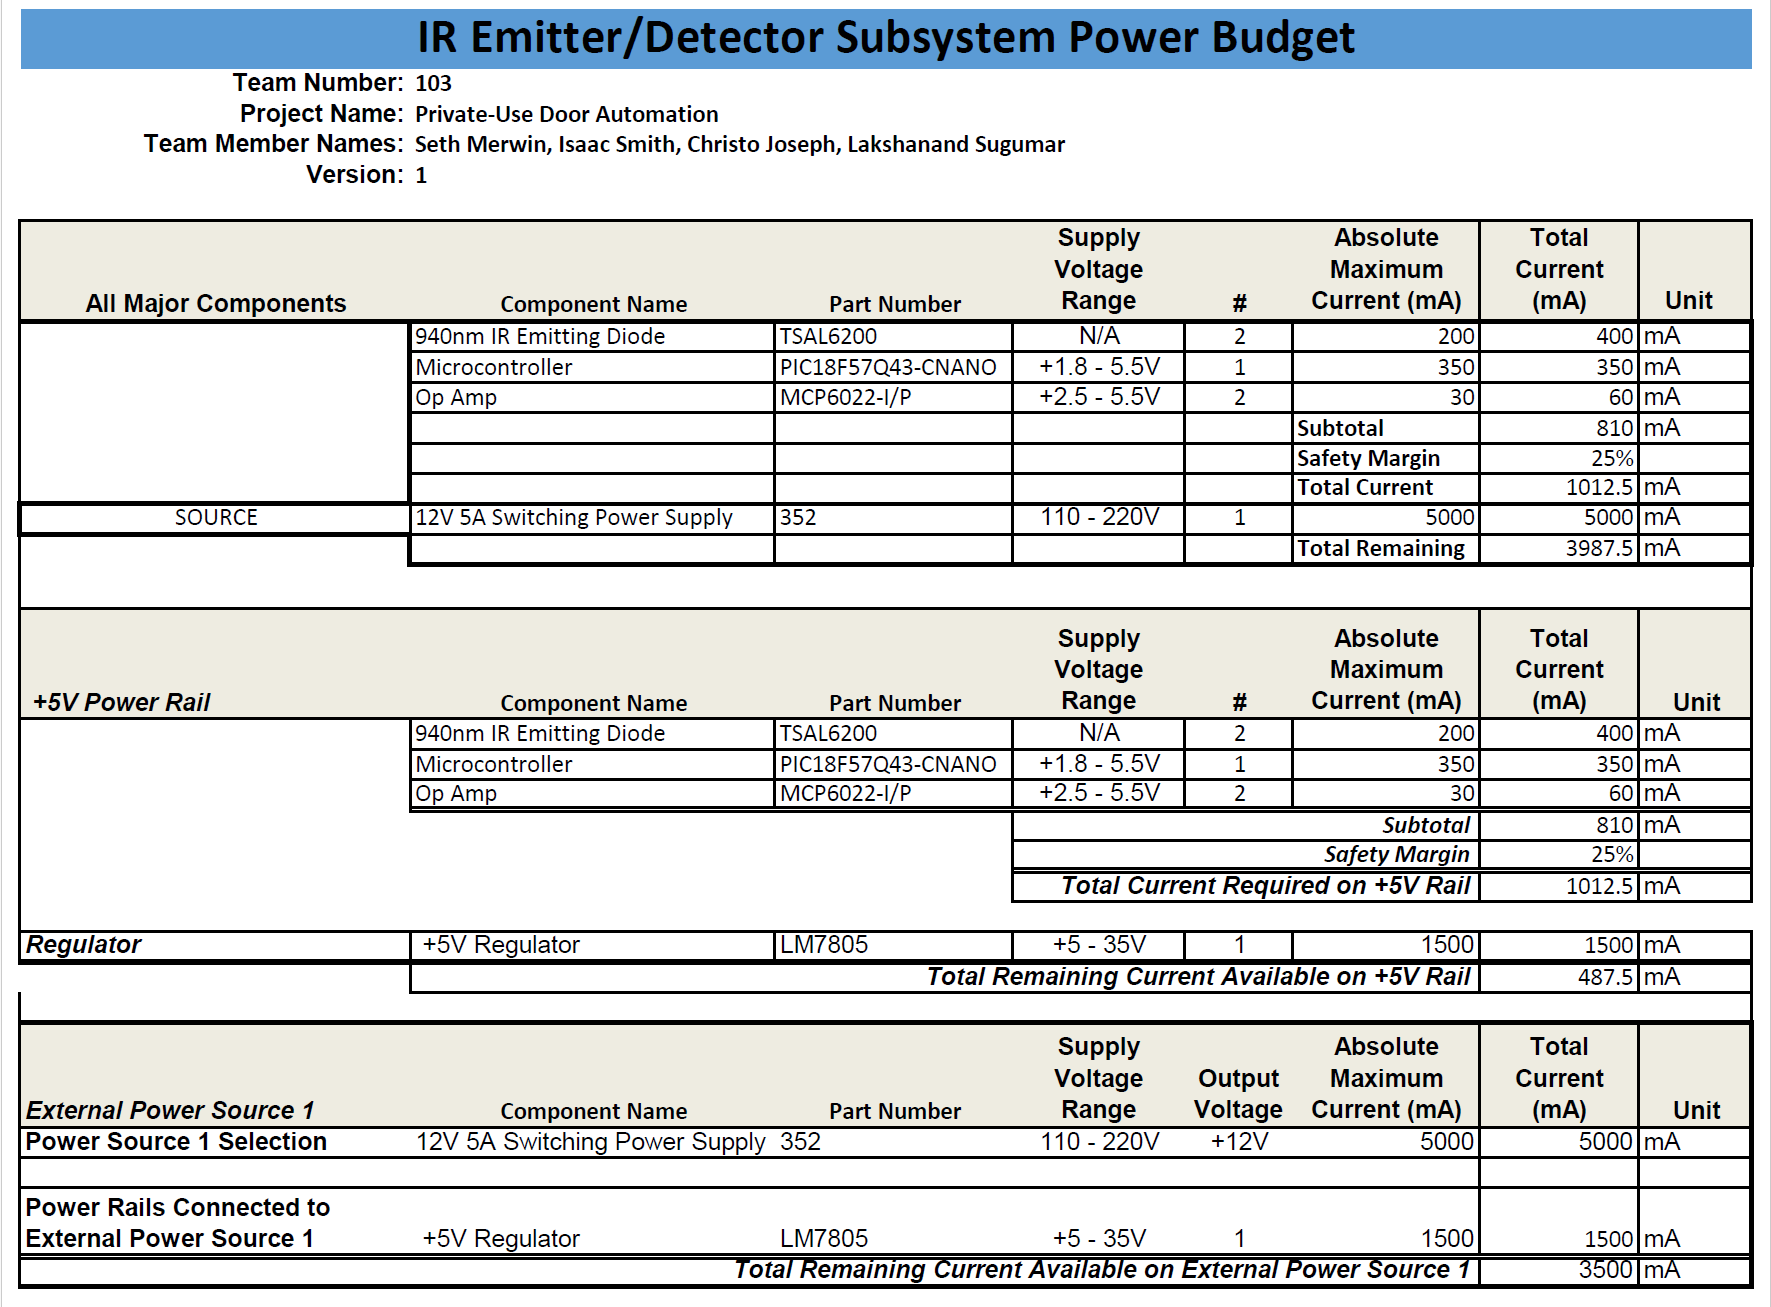 IR Emitter/Detector Subsystem Power Budget
Team Number: 103
Project Name: Private-Use Door Automation
Team Member Names: Seth Merwin, Isaac Smith, Christo Joseph, Lakshanand Sugumar
Version: 1
All Major Components Component Name Part Number Supply Voltage Range # Absolute Maximum Current (mA) Total Current (mA) Unit
940nm IR Emitting Diode TSAL6200 N/A 2 200 400 mA
Microcontroller PIC18F57Q43-CNANO +1.8 - 5.5V 1 350 350 mA
Op Amp MCP6022-I/P +2.5 - 5.5V 2 30 60 mA
Subtotal 810 mA
Safety Margin 25%
Total Current 1012.5 mA
SOURCE 12V 5A Switching Power Supply 352 110 - 220V 1 5000 5000 mA
Total Remaining 3987.5 mA
+5V Power Rail Component Name Part Number Supply Voltage Range # Absolute Maximum Current (mA) Total Current (mA) Unit
940nm IR Emitting Diode TSAL6200 N/A 2 200 400 mA
Microcontroller PIC18F57Q43-CNANO +1.8 - 5.5V 1 350 350 mA
Op Amp MCP6022-I/P +2.5 - 5.5V 2 30 60 mA
Subtotal 810 mA
Safety Margin 25%
Total Current Required on +5V Rail 1012.5 mA
Regulator +5V Regulator LM7805 +5 - 35V 1 1500 1500 mA
Total Remaining Current Available on +5V Rail 487.5 mA
External Power Source 1 Component Name Part Number Supply Voltage Range Output Voltage Absolute Maximum Current (mA) Total Current (mA) Unit
Power Source 1 Selection 12V 5A Switching Power Supply 352 110 - 220V +12V 5000 5000 mA
Power Rails Connected to
External Power Source 1 +5V Regulator LM7805 +5 - 35V 1 1500 1500 mA
Total Remaining Current Available on External Power Source 1 3500 mA